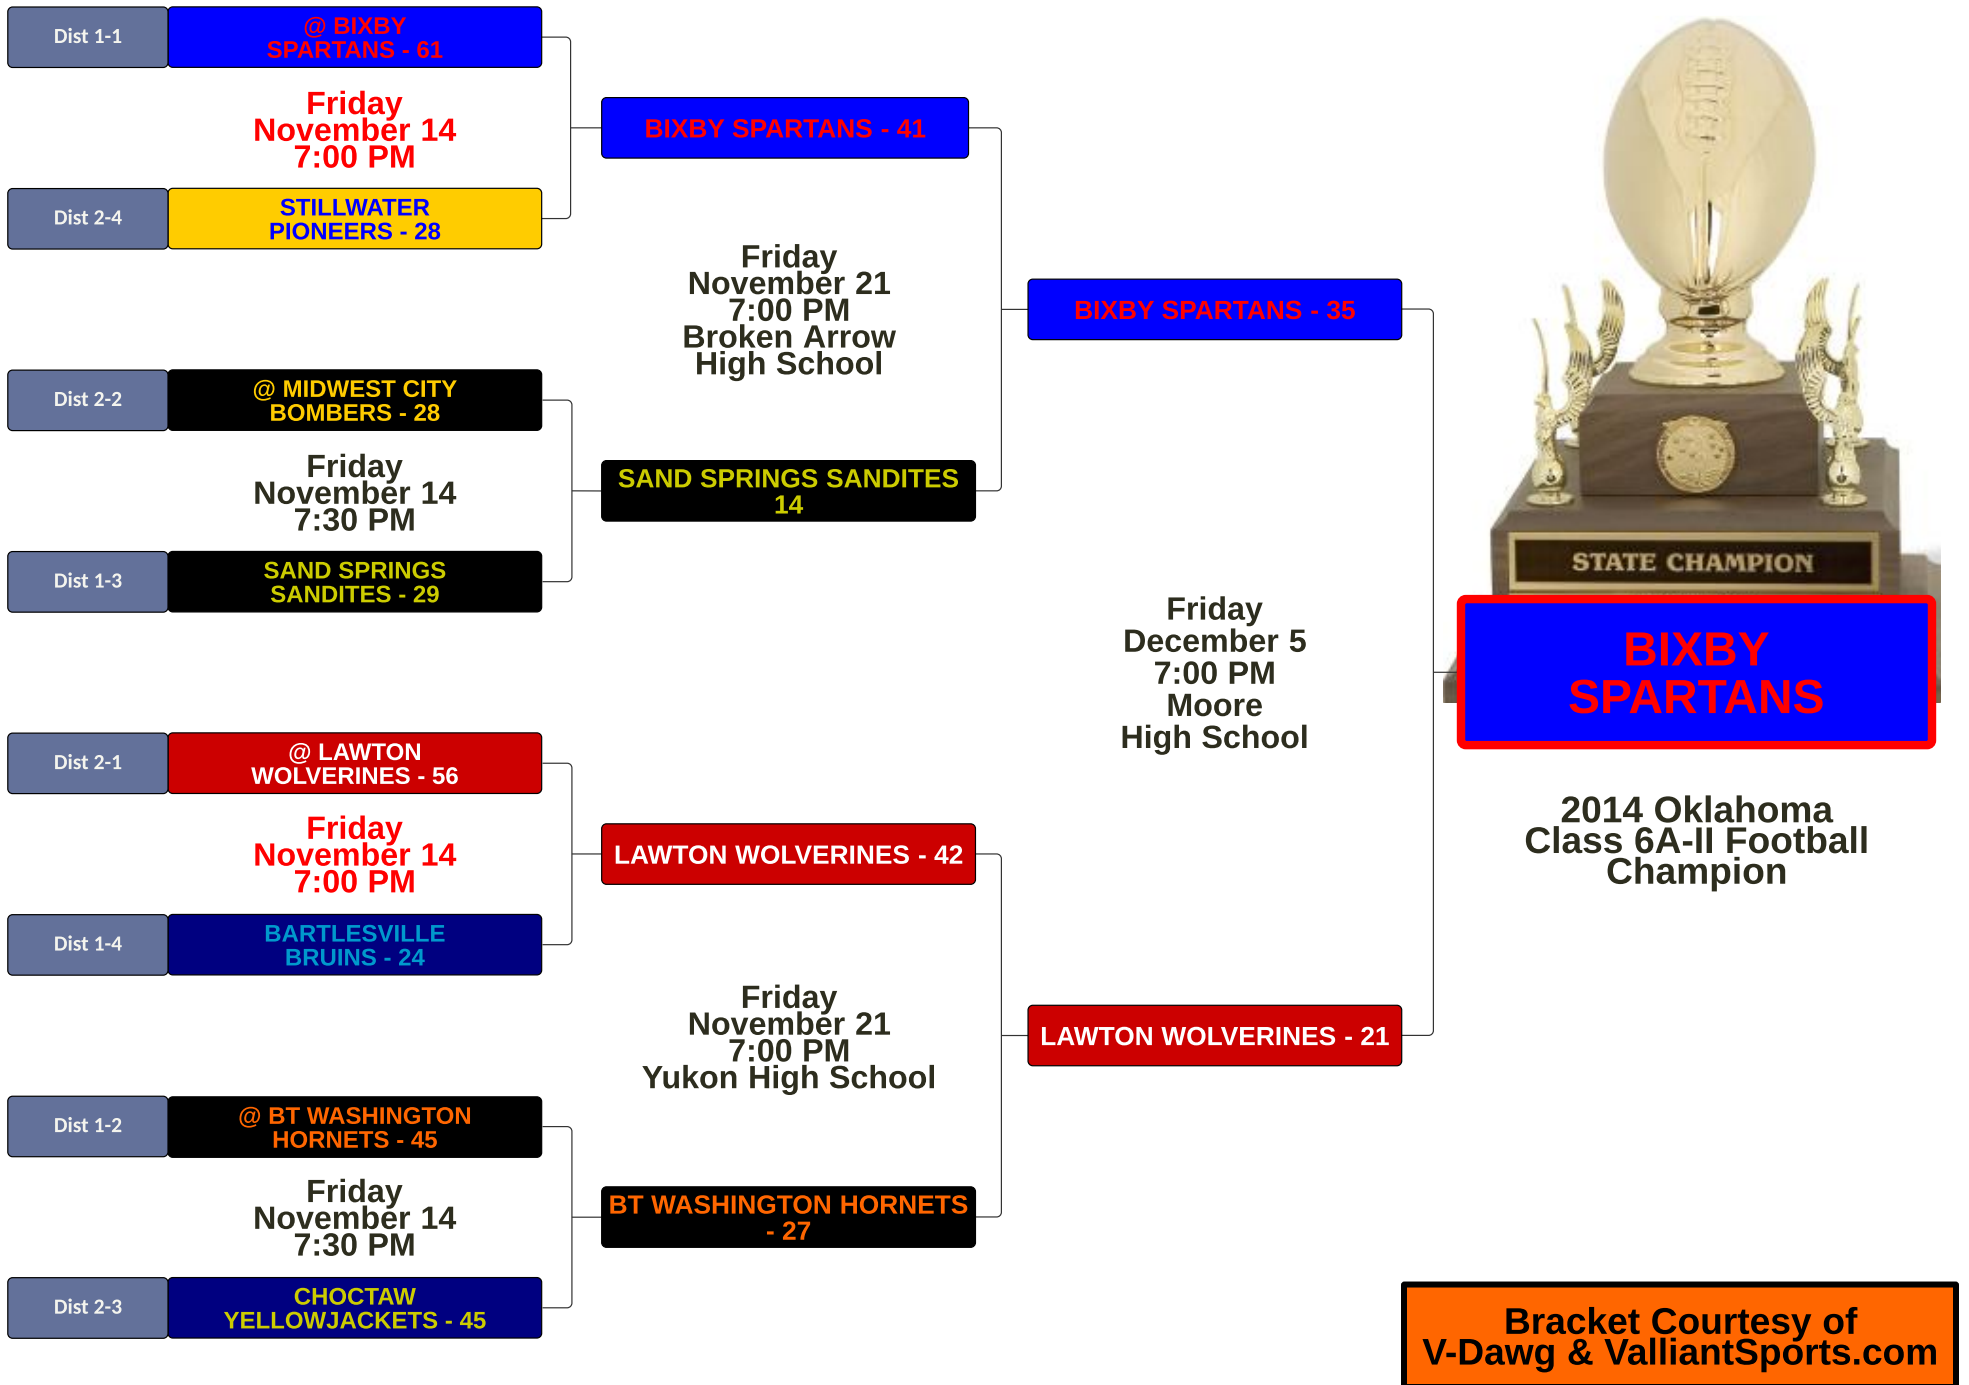 Dist 1-1
@ BIXBY
SPARTANS - 61
Friday
November 14
7:00 PM
Dist 2-4
STILLWATER
PIONEERS - 28
BIXBY SPARTANS - 41
Friday
November 21
7:00 PM
Broken Arrow
High School
Dist 2-2
@ MIDWEST CITY
BOMBERS - 28
Friday
November 14
7:30 PM
Dist 1-3
SAND SPRINGS
SANDITES - 29
SAND SPRINGS SANDITES
14
BIXBY SPARTANS - 35
Friday
December 5
7:00 PM
Moore
High School
Dist 2-1
@ LAWTON
WOLVERINES - 56
Friday
November 14
7:00 PM
Dist 1-4
BARTLESVILLE
BRUINS - 24
LAWTON WOLVERINES - 42
Friday
November 21
7:00 PM
Yukon High School
LAWTON WOLVERINES - 21
Dist 1-2
@ BT WASHINGTON
HORNETS - 45
Friday
November 14
7:30 PM
Dist 2-3
CHOCTAW
YELLOWJACKETS - 45
BT WASHINGTON HORNETS
- 27
STATE CHAMPION
BIXBY
SPARTANS
2014 Oklahoma
Class 6A-II Football
Champion
Bracket Courtesy of
V-Dawg & ValliantSports.com